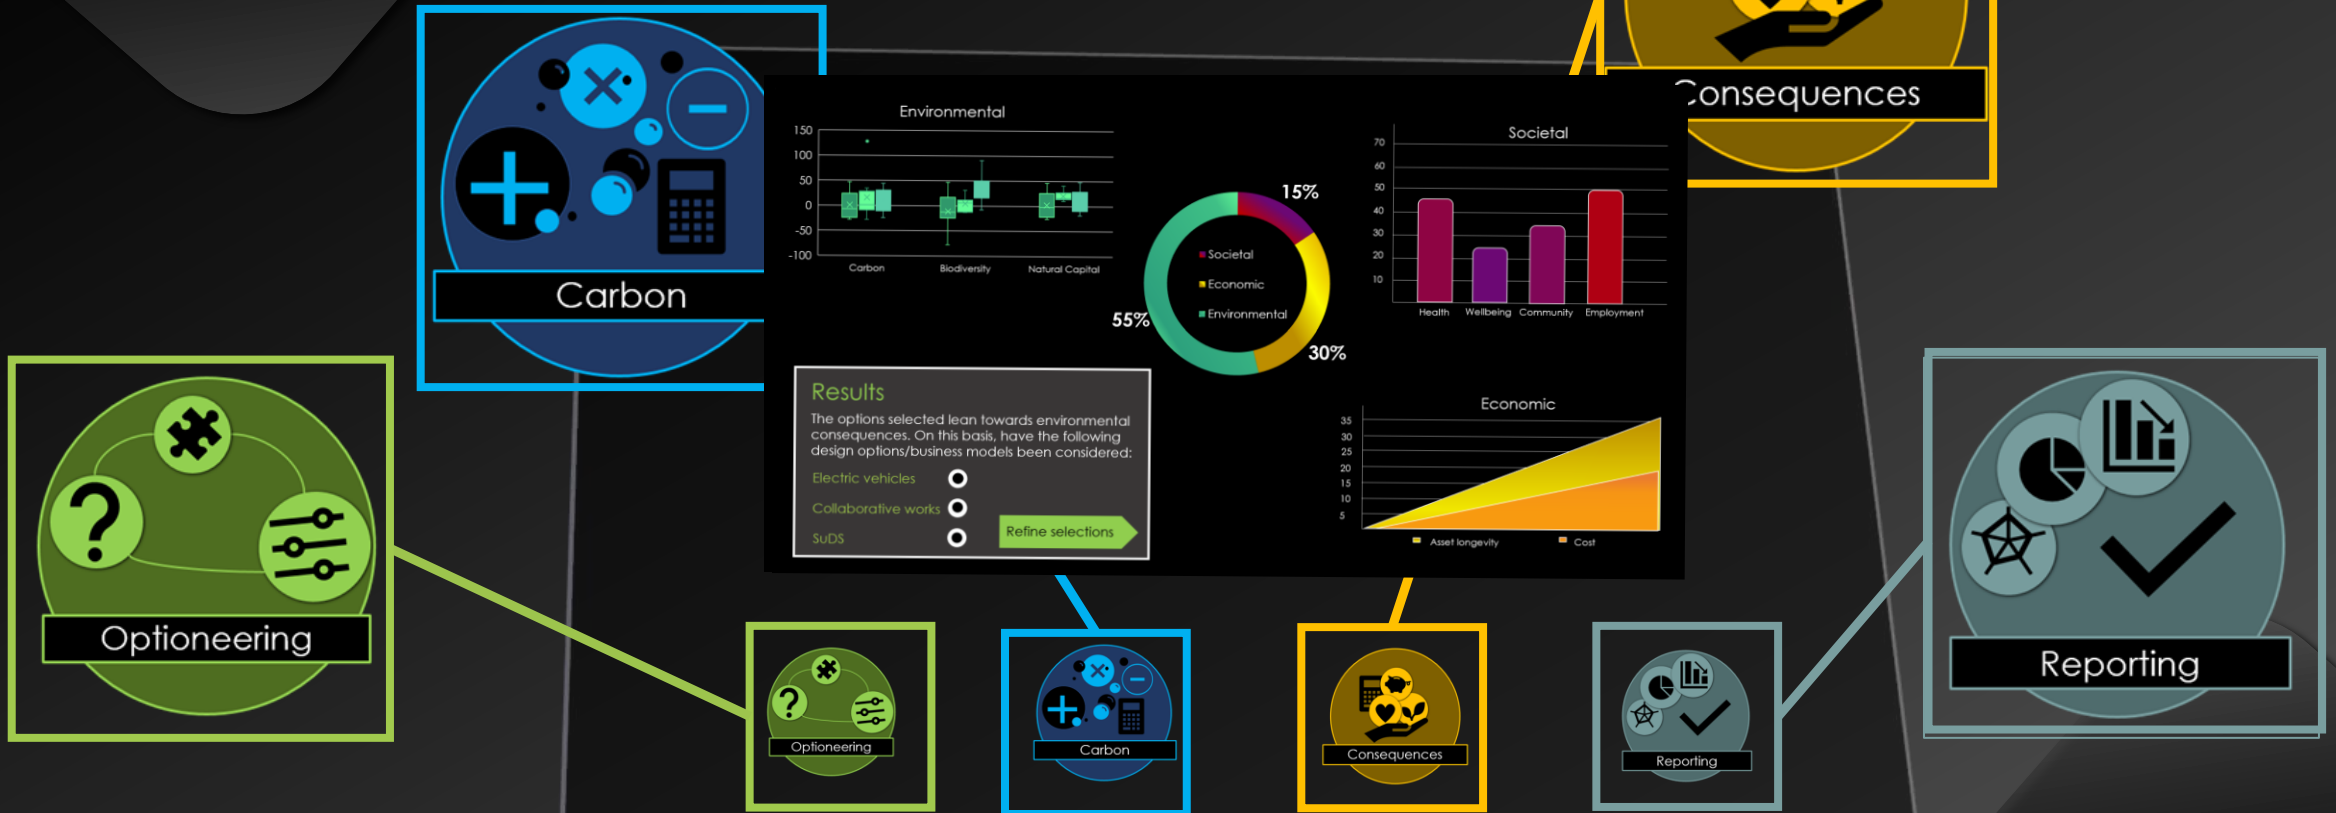 Carbon
Consequences
Optioneering
Reporting
Environmental
150
100
50
0
-50
-100
Carbon
Biodiversity
Natural Capital
15%
55%
30%
Societal
Economic
Environmental
Societal
70
60
50
40
30
20
10
Health
Wellbeing
Community
Employment
Results
The options selected lean towards environmental
consequences. On this basis, have the following
design options/business models been considered:
Electric vehicles
Collaborative works
SuDS
Refine selections
Economic
35
30
25
20
15
10
5
Asset longevity
Cost
Optioneering
Carbon
Consequences
Reporting